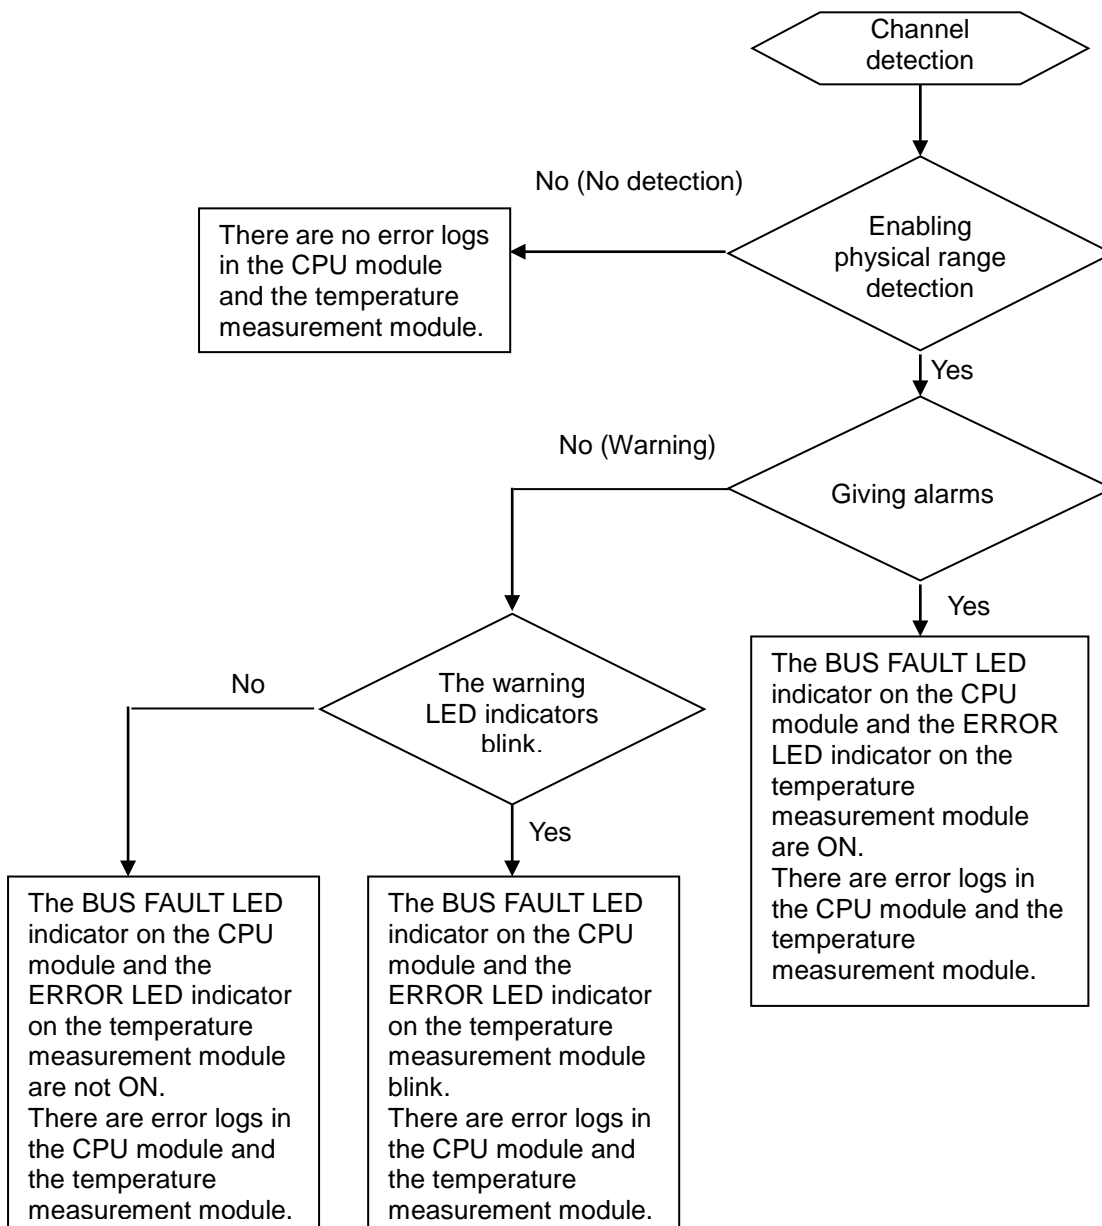 Channel
detection
No (No detection)
Enabling
physical range
detection
There are no error logs
in the CPU module
and the temperature
measurement module.
Yes
No (Warning)
Giving alarms
Yes
The BUS FAULT LED
indicator on the CPU
module and the ERROR
LED indicator on the
temperature
measurement module
are ON.
There are error logs in
the CPU module and the
temperature
measurement module.
No
The warning
LED indicators
blink.
Yes
The BUS FAULT LED
indicator on the CPU
module and the
ERROR LED indicator
on the temperature
measurement module
are not ON.
There are error logs in
the CPU module and
the temperature
measurement module.
The BUS FAULT LED
indicator on the CPU
module and the
ERROR LED indicator
on the temperature
measurement module
blink.
There are error logs in
the CPU module and
the temperature
measurement module.